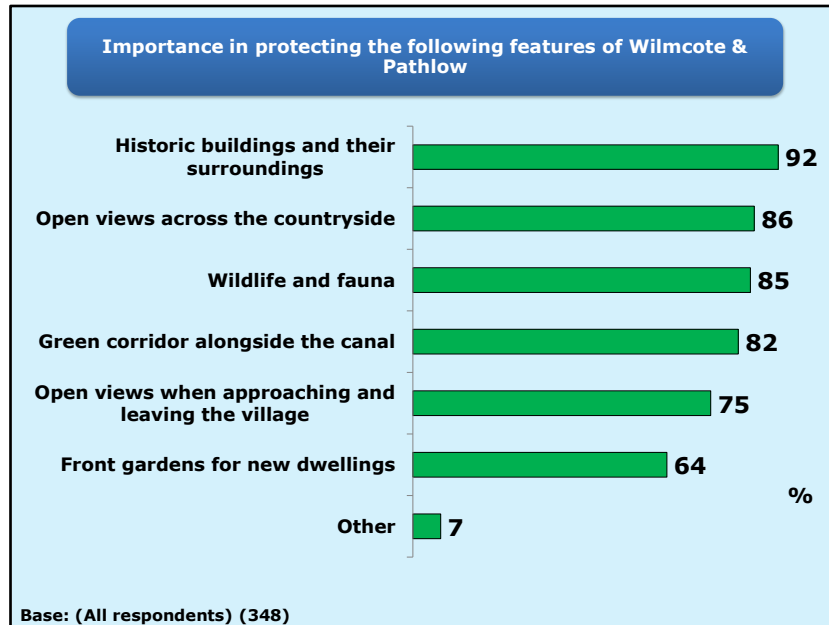 Importance in protecting the following features of Wilmcote &
Pathlow
Historic buildings and their
surroundings
92
Open views across the countryside
86
Wildlife and fauna
85
Green corridor alongside the canal
82
Open views when approaching and
leaving the village
75
Front gardens for new dwellings
64
%
Other
7
Base: (All respondents) (348)